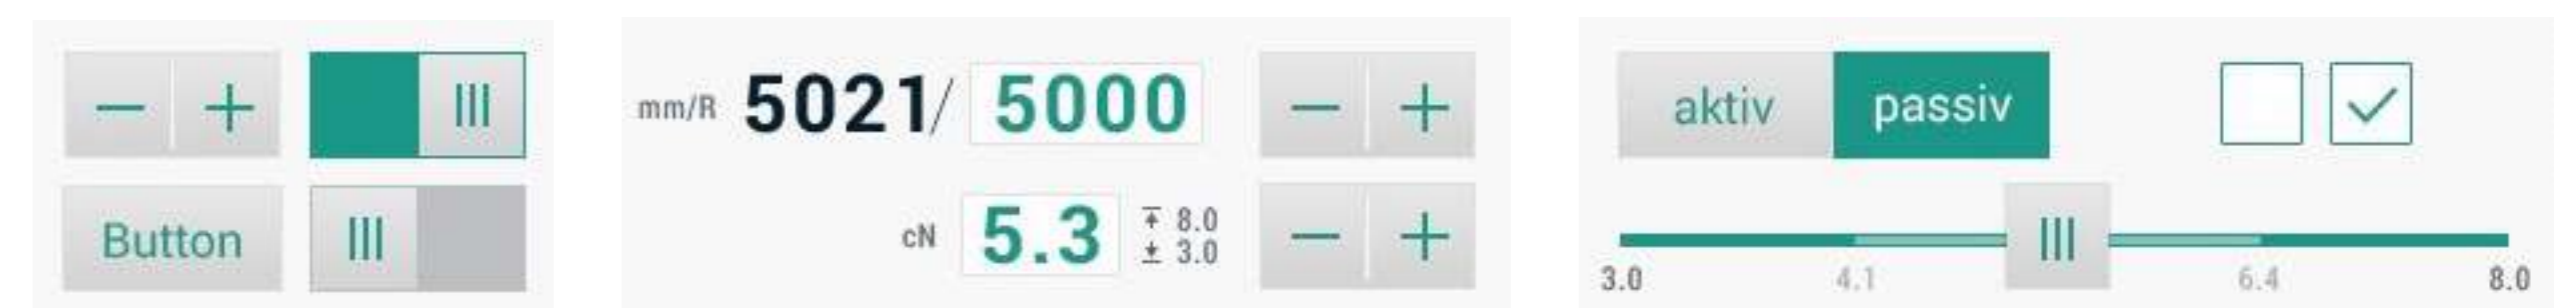 Button
mm/R 5021/ 5000
cN 5.3 8.0
3.0
aktiv passiv
3.0 4.1 6.4 8.0